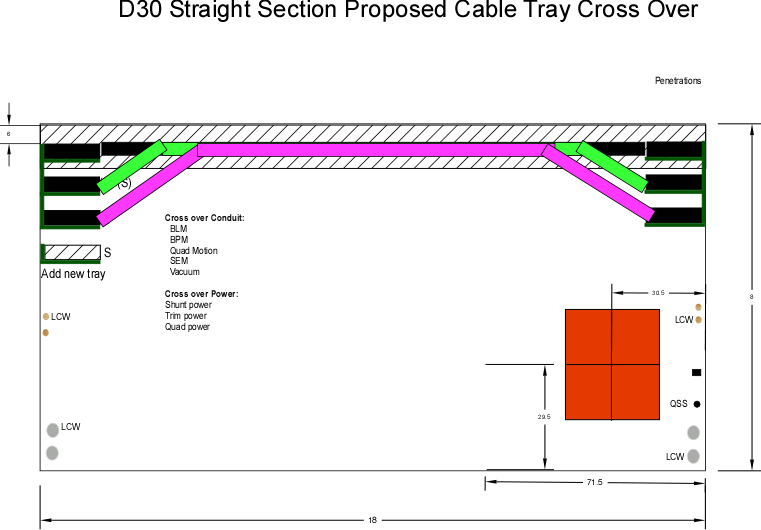 D30 Straight Section Proposed Cable Tray Cross Over
Penetrations
6
(S)
Cross over Conduit:
BLM
BPM
Quad Motion
SEM
Vacuum
S
Add new tray
Cross over Power:
Shunt power
Trim power
Quad power
30.5
8
LCW
LCW
QSS
29.5
LCW
LCW
71.5
18